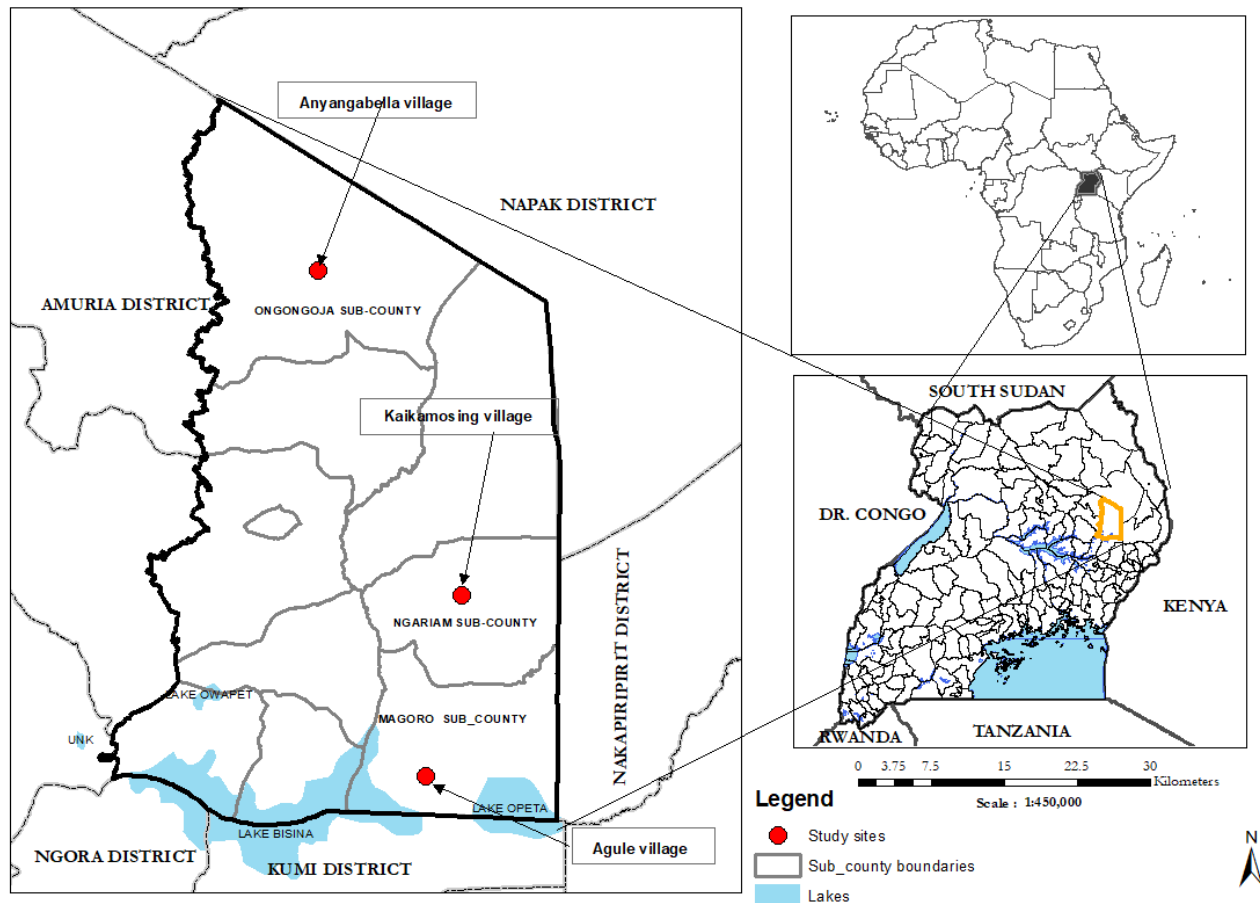 Anyangabella village
NAPAK DISTRICT
AMURIA DISTRICT
ONGONGOJA SUB-COUNTY
Kaikamosing village
NGARIAM SUB-COUNTY
NAKAPIRIPIRIT DISTRICT
LAKE OWAPET
MAGORO SUB_COUNTY
UNK
LAKE OPETA
LAKE BISINA
Agule village
NGORA DISTRICT
KUMI DISTRICT
SOUTH SUDAN
DR. CONGO
KENYA
RWANDA
TANZANIA
0 3.75 7.5 15 22.5 30
Kilometers
Scale : 1:450,000
Legend
Study sites
Sub_county boundaries
Lakes
N